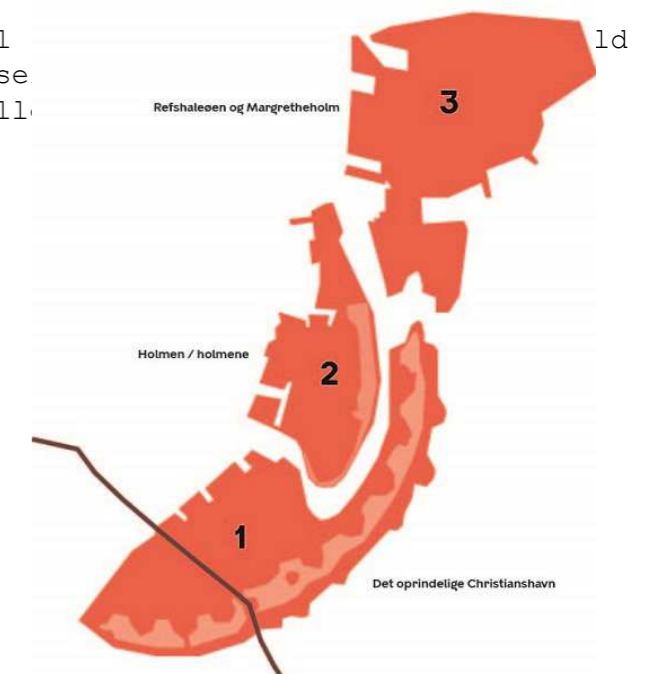 Refshaleøen og Margretheholm
3
Holmen / holmene
2
1
Det oprindelige Christianshavn